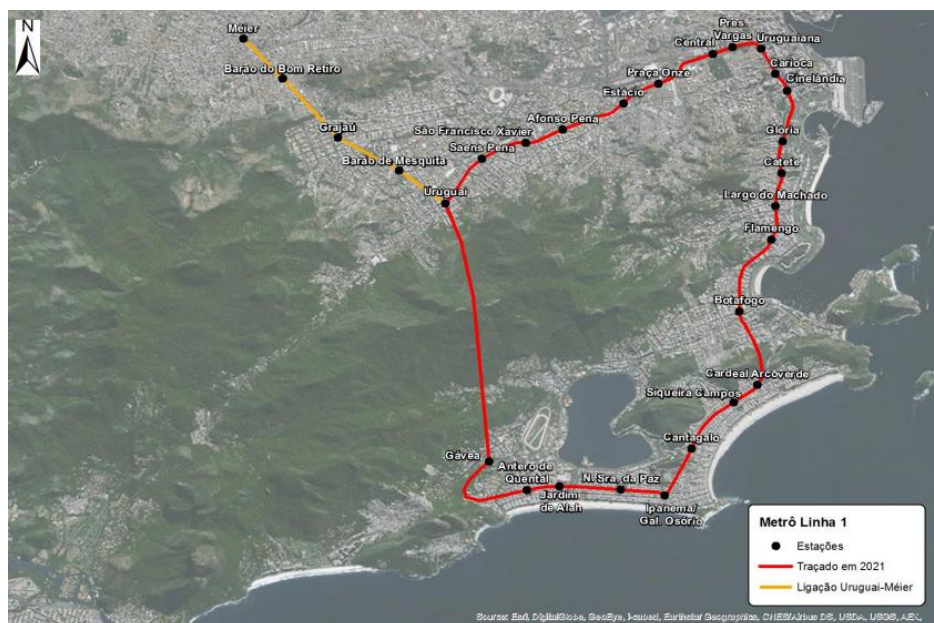 N
Méier
Barão do Bom Retiro
Grajaú
Barão de Mesquita
Uruguai
Saens Pena
São Francisco Xavier
Afonso Pena
Estácio
Praça Onze
Central
Pres.
Vargas
Uruguaiana
Carioca
Cinelândia
Glória
Catete
Largo do Machado
Flamengo
Botafogo
Cardeal Arcoverde
Siqueira Campos
Cantagalo
Ipanema/
Gal. Osório
N. Sra. da Paz
Jardim
de Alah
Antero de
Quental
Gávea
Metrô Linha 1
Estações
Traçado em 2021
Ligação Uruguai-Méier
Source: Esri, DigitalGlobe, GeoEye, i-cubed, Earthstar Geographics, CNES/Airbus DS, USDA, USGS, AEX,